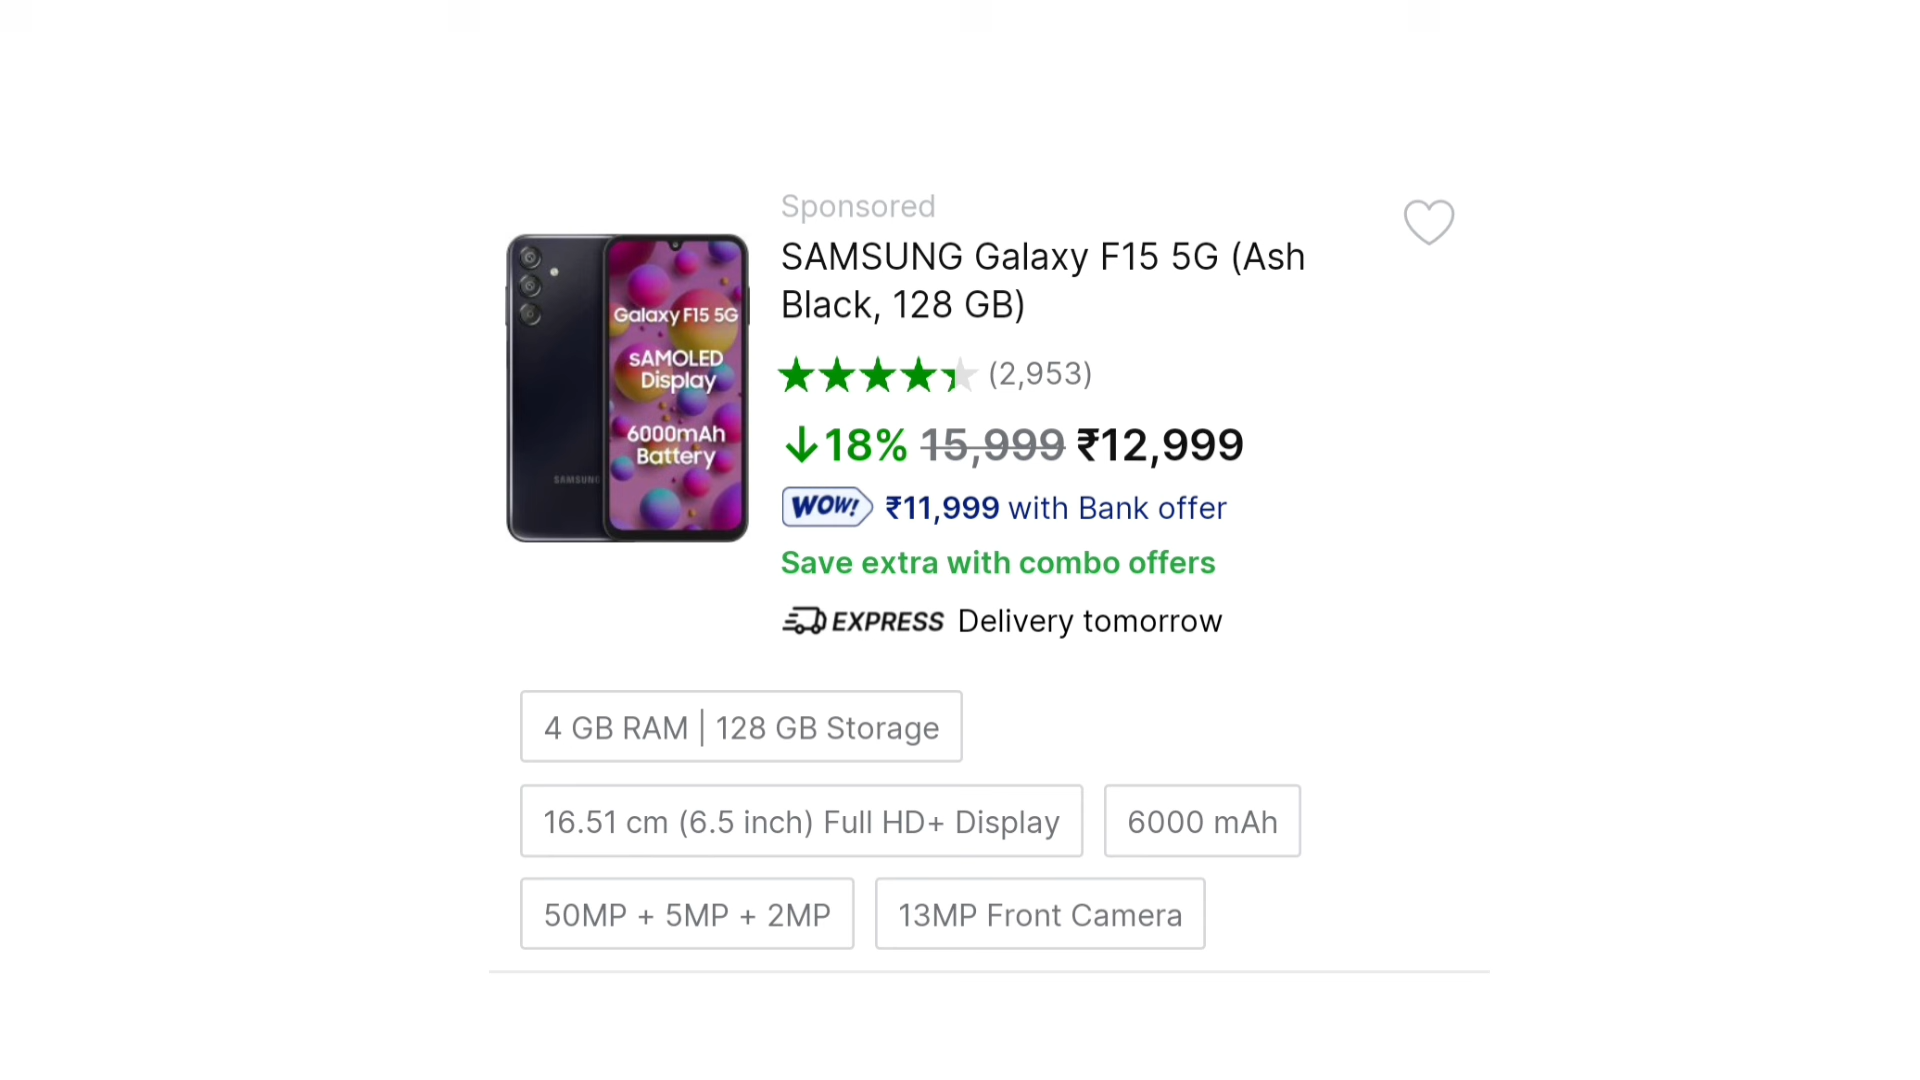 Sponsored
SAMSUNG Galaxy F15 5G (Ash
Black, 128 GB)
(2,953)
↓18% 15,999 ₹12,999
WOW! ₹11,999 with Bank offer
Save extra with combo offers
EXPRESS Delivery tomorrow
Galaxy F15 5G
sAMOLED
Display
6000mAh
Battery
SAMSUNG
4 GB RAM | 128 GB Storage
16.51 cm (6.5 inch) Full HD+ Display
6000 mAh
50MP + 5MP + 2MP
13MP Front Camera